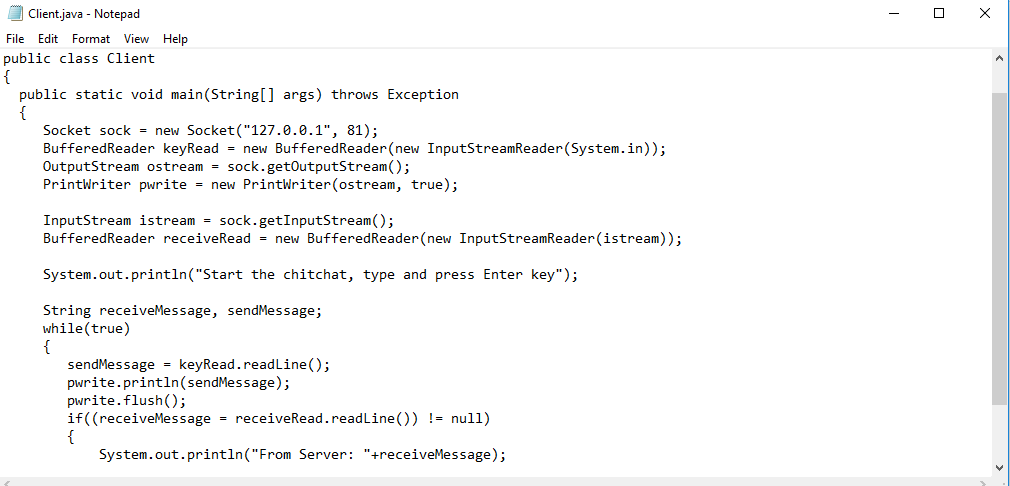 Client.java - Notepad
File Edit Format View Help
public class Client
{
  public static void main(String[] args) throws Exception
  {
     Socket sock = new Socket("127.0.0.1", 81);
     BufferedReader keyRead = new BufferedReader(new InputStreamReader(System.in));
     OutputStream ostream = sock.getOutputStream();
     PrintWriter pwrite = new PrintWriter(ostream, true);

     InputStream istream = sock.getInputStream();
     BufferedReader receiveRead = new BufferedReader(new InputStreamReader(istream));

     System.out.println("Start the chitchat, type and press Enter key");

     String receiveMessage, sendMessage;
     while(true)
     {
        sendMessage = keyRead.readLine();
        pwrite.println(sendMessage);
        pwrite.flush();
        if((receiveMessage = receiveRead.readLine()) != null)
        {
            System.out.println("From Server: "+receiveMessage);